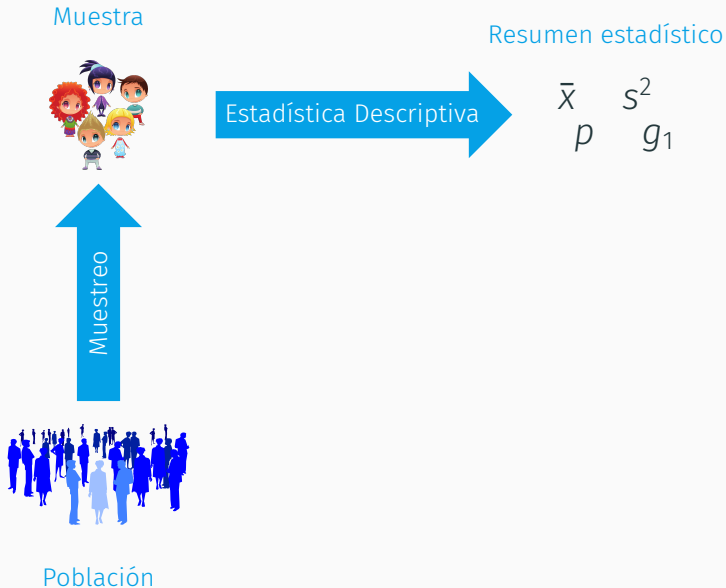 Muestra
Resumen estadístico
Estadística Descriptiva
x̄ s²
p g₁
Muestreo
Población